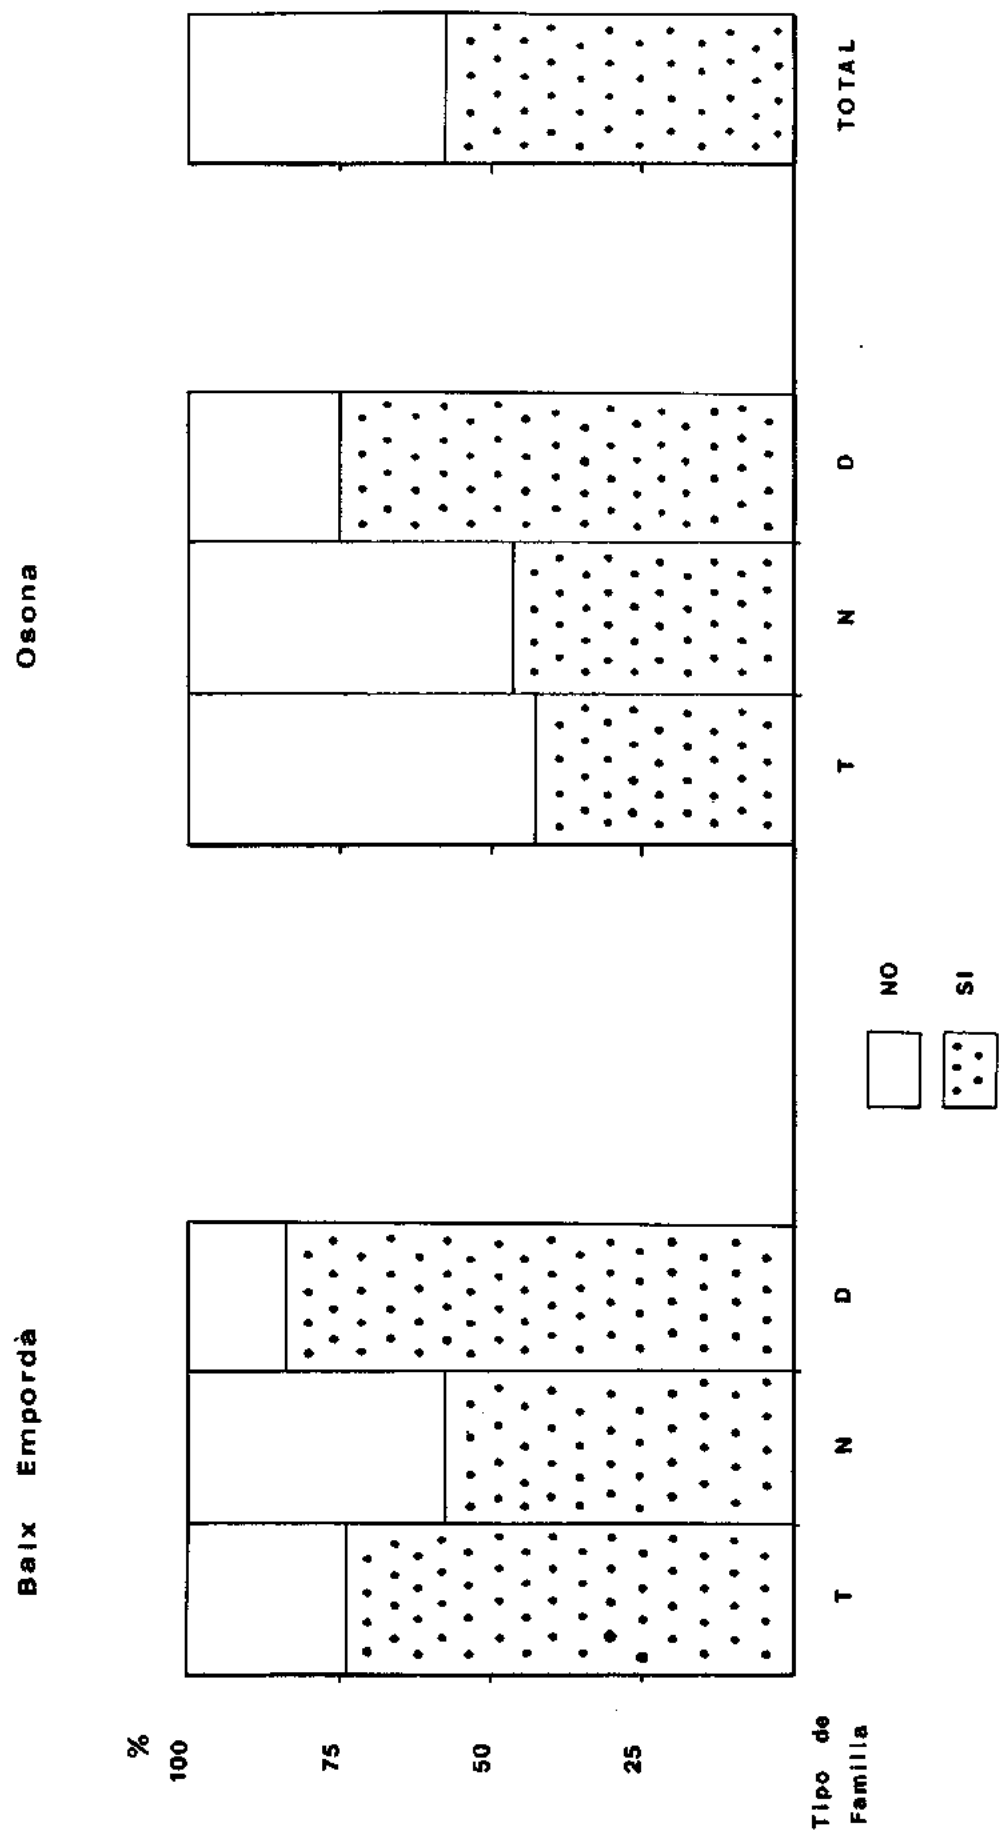 Baix Empordà
Osona
%
100
75
50
25
Tipo de
Familia
T
N
D
T
N
D
TOTAL
NO
SI